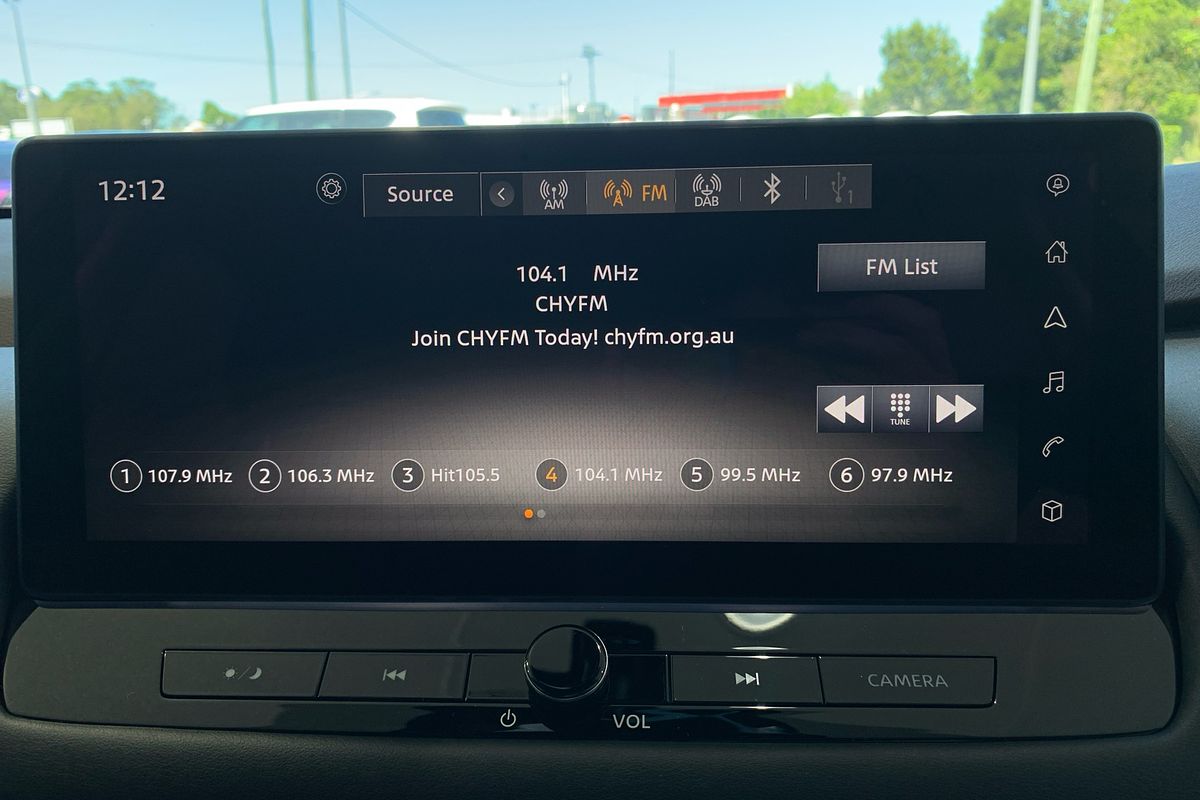 12:12
Source
AM
FM
DAB
1
104.1 MHz
FM List
CHYFM
Join CHYFM Today! chyfm.org.au
TUNE
1 107.9 MHz 2 106.3 MHz 3 Hit105.5 4 104.1 MHz 5 99.5 MHz 6 97.9 MHz
CAMERA
VOL